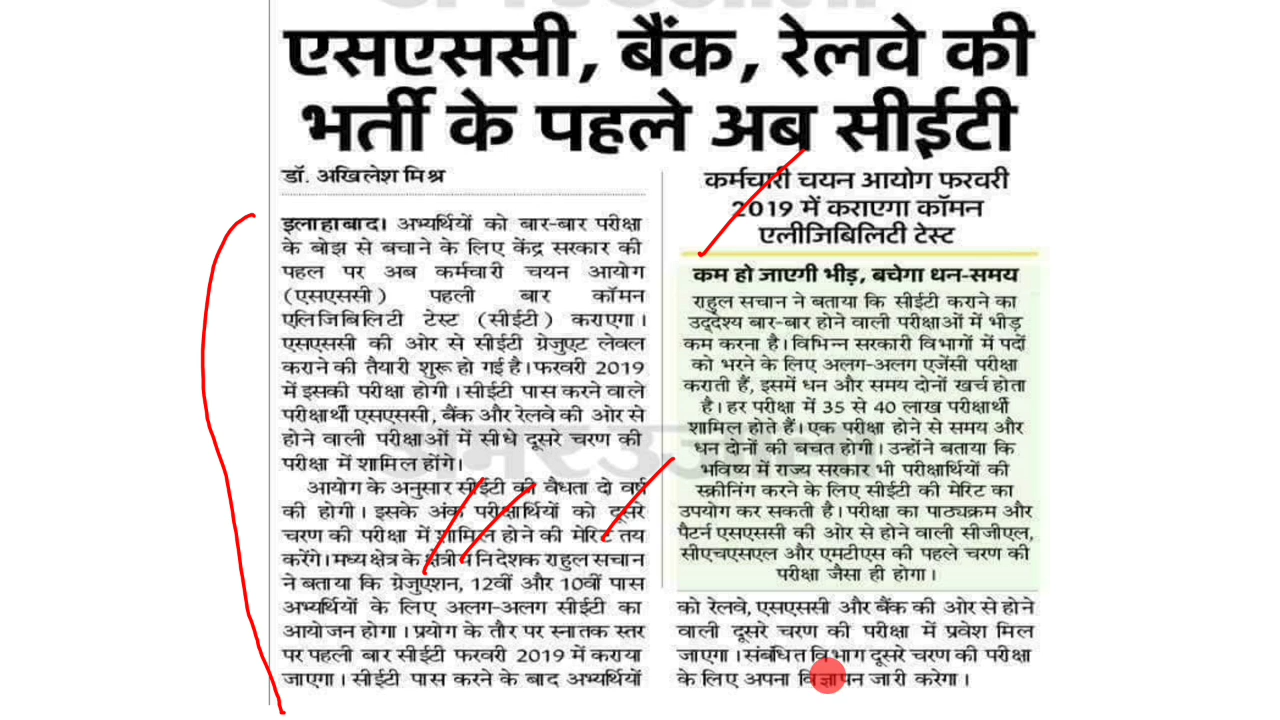 एसएससी, बैंक, रेलवे की
भर्ती के पहले अब सीईटी
डॉ. अखिलेश मिश्र
इलाहाबाद। अभ्यर्थियों को बार-बार परीक्षा
के बोझ से बचाने के लिए केंद्र सरकार की
पहल पर अब कर्मचारी चयन आयोग
(एसएससी) पहली बार कॉमन
एलिजिबिलिटी टेस्ट (सीईटी) कराएगा।
एसएससी की ओर से सीईटी ग्रेजुएट लेवल
कराने की तैयारी शुरू हो गई है। फरवरी 2019
में इसकी परीक्षा होगी। सीईटी पास करने वाले
परीक्षार्थी एसएससी, बैंक और रेलवे की ओर से
होने वाली परीक्षाओं में सीधे दूसरे चरण की
परीक्षा में शामिल होंगे।
आयोग के अनुसार सीईटी की वैधता दो वर्ष
की होगी। इसके अंक परीक्षार्थियों को दूसरे
चरण की परीक्षा में शामिल होने की मेरिट तय
करेंगे। मध्य क्षेत्र के क्षेत्रीय निदेशक राहुल सचान
ने बताया कि ग्रेजुएशन, 12वीं और 10वीं पास
अभ्यर्थियों के लिए अलग-अलग सीईटी का
आयोजन होगा। प्रयोग के तौर पर स्नातक स्तर
पर पहली बार सीईटी फरवरी 2019 में कराया
जाएगा। सीईटी पास करने के बाद अभ्यर्थियों
कर्मचारी चयन आयोग फरवरी
2019 में कराएगा कॉमन
एलीजिबिलिटी टेस्ट
कम हो जाएगी भीड़, बचेगा धन-समय
राहुल सचान ने बताया कि सीईटी कराने का
उद्देश्य बार-बार होने वाली परीक्षाओं में भीड़
कम करना है। विभिन्न सरकारी विभागों में पदों
को भरने के लिए अलग-अलग एजेंसी परीक्षा
कराती हैं, इसमें धन और समय दोनों खर्च होता
है। हर परीक्षा में 35 से 40 लाख परीक्षार्थी
शामिल होते हैं। एक परीक्षा होने से समय और
धन दोनों की बचत होगी। उन्होंने बताया कि
भविष्य में राज्य सरकार भी परीक्षार्थियों की
स्क्रीनिंग करने के लिए सीईटी की मेरिट का
उपयोग कर सकती है। परीक्षा का पाठ्यक्रम और
पैटर्न एसएससी की ओर से होने वाली सीजीएल,
सीएचएसएल और एमटीएस की पहले चरण की
परीक्षा जैसा ही होगा।
को रेलवे, एसएससी और बैंक की ओर से होने
वाली दूसरे चरण की परीक्षा में प्रवेश मिल
जाएगा। संबंधित विभाग दूसरे चरण की परीक्षा
के लिए अपना विज्ञापन जारी करेगा।
अमर उजाला